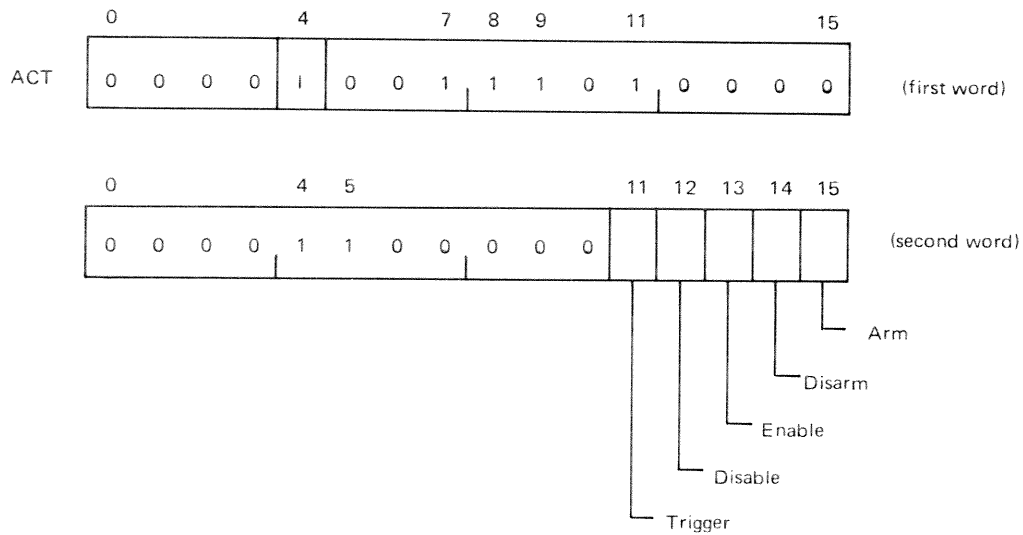 0 4 7 8 9 11 15
ACT 0 0 0 0 I 0 0 1 1 1 0 1 0 0 0 0 (first word)
0 4 5 11 12 13 14 15
0 0 0 0 1 1 0 0 0 0 0 (second word)
Arm
Disarm
Enable
Disable
Trigger